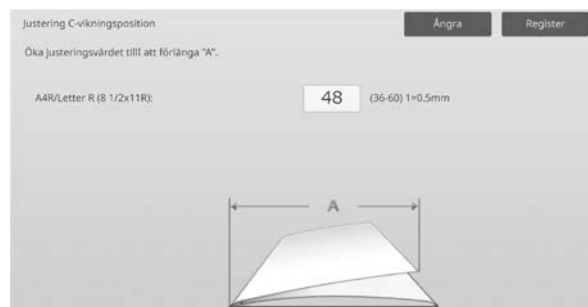 Justering C-vikningsposition
Ångra
Register
Öka justeringsvärdet tilll att förlänga "A".
A4R/Letter R (8 1/2x11R):
48
(36-60) 1=0.5mm
A